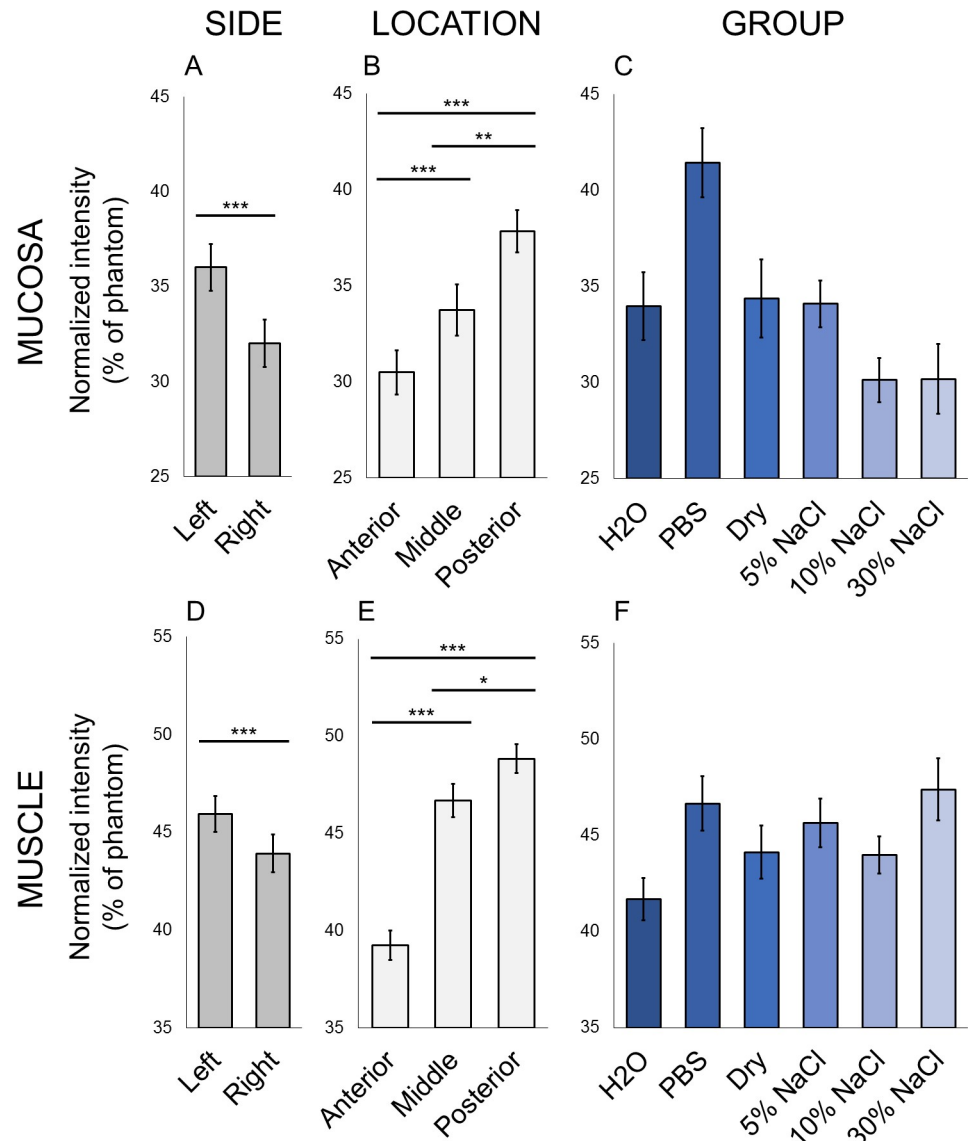 SIDE LOCATION GROUP
MUCOSA
Normalized intensity
(% of phantom)
A
45
40
35
30
25
***
Left
Right
B
45
40
35
30
25
***
**
***
Anterior
Middle
Posterior
C
45
40
35
30
25
H2O
PBS
Dry
5% NaCl
10% NaCl
30% NaCl
MUSCLE
Normalized intensity
(% of phantom)
D
55
50
45
40
35
***
Left
Right
E
55
50
45
40
35
***
*
***
Anterior
Middle
Posterior
F
55
50
45
40
35
H2O
PBS
Dry
5% NaCl
10% NaCl
30% NaCl